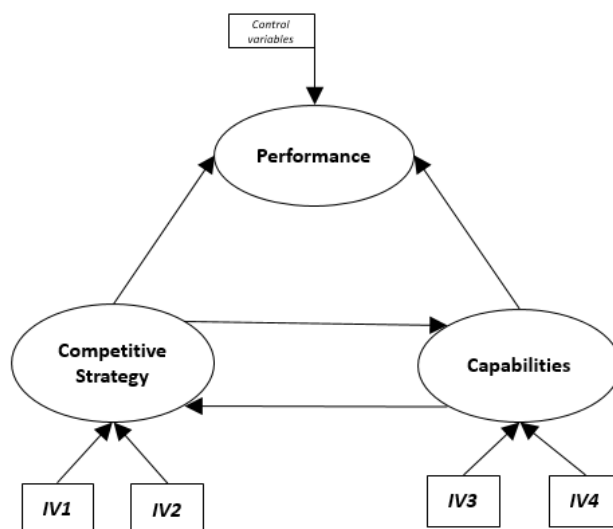 Control
variables
Performance
Competitive
Strategy
Capabilities
IV1
IV2
IV3
IV4